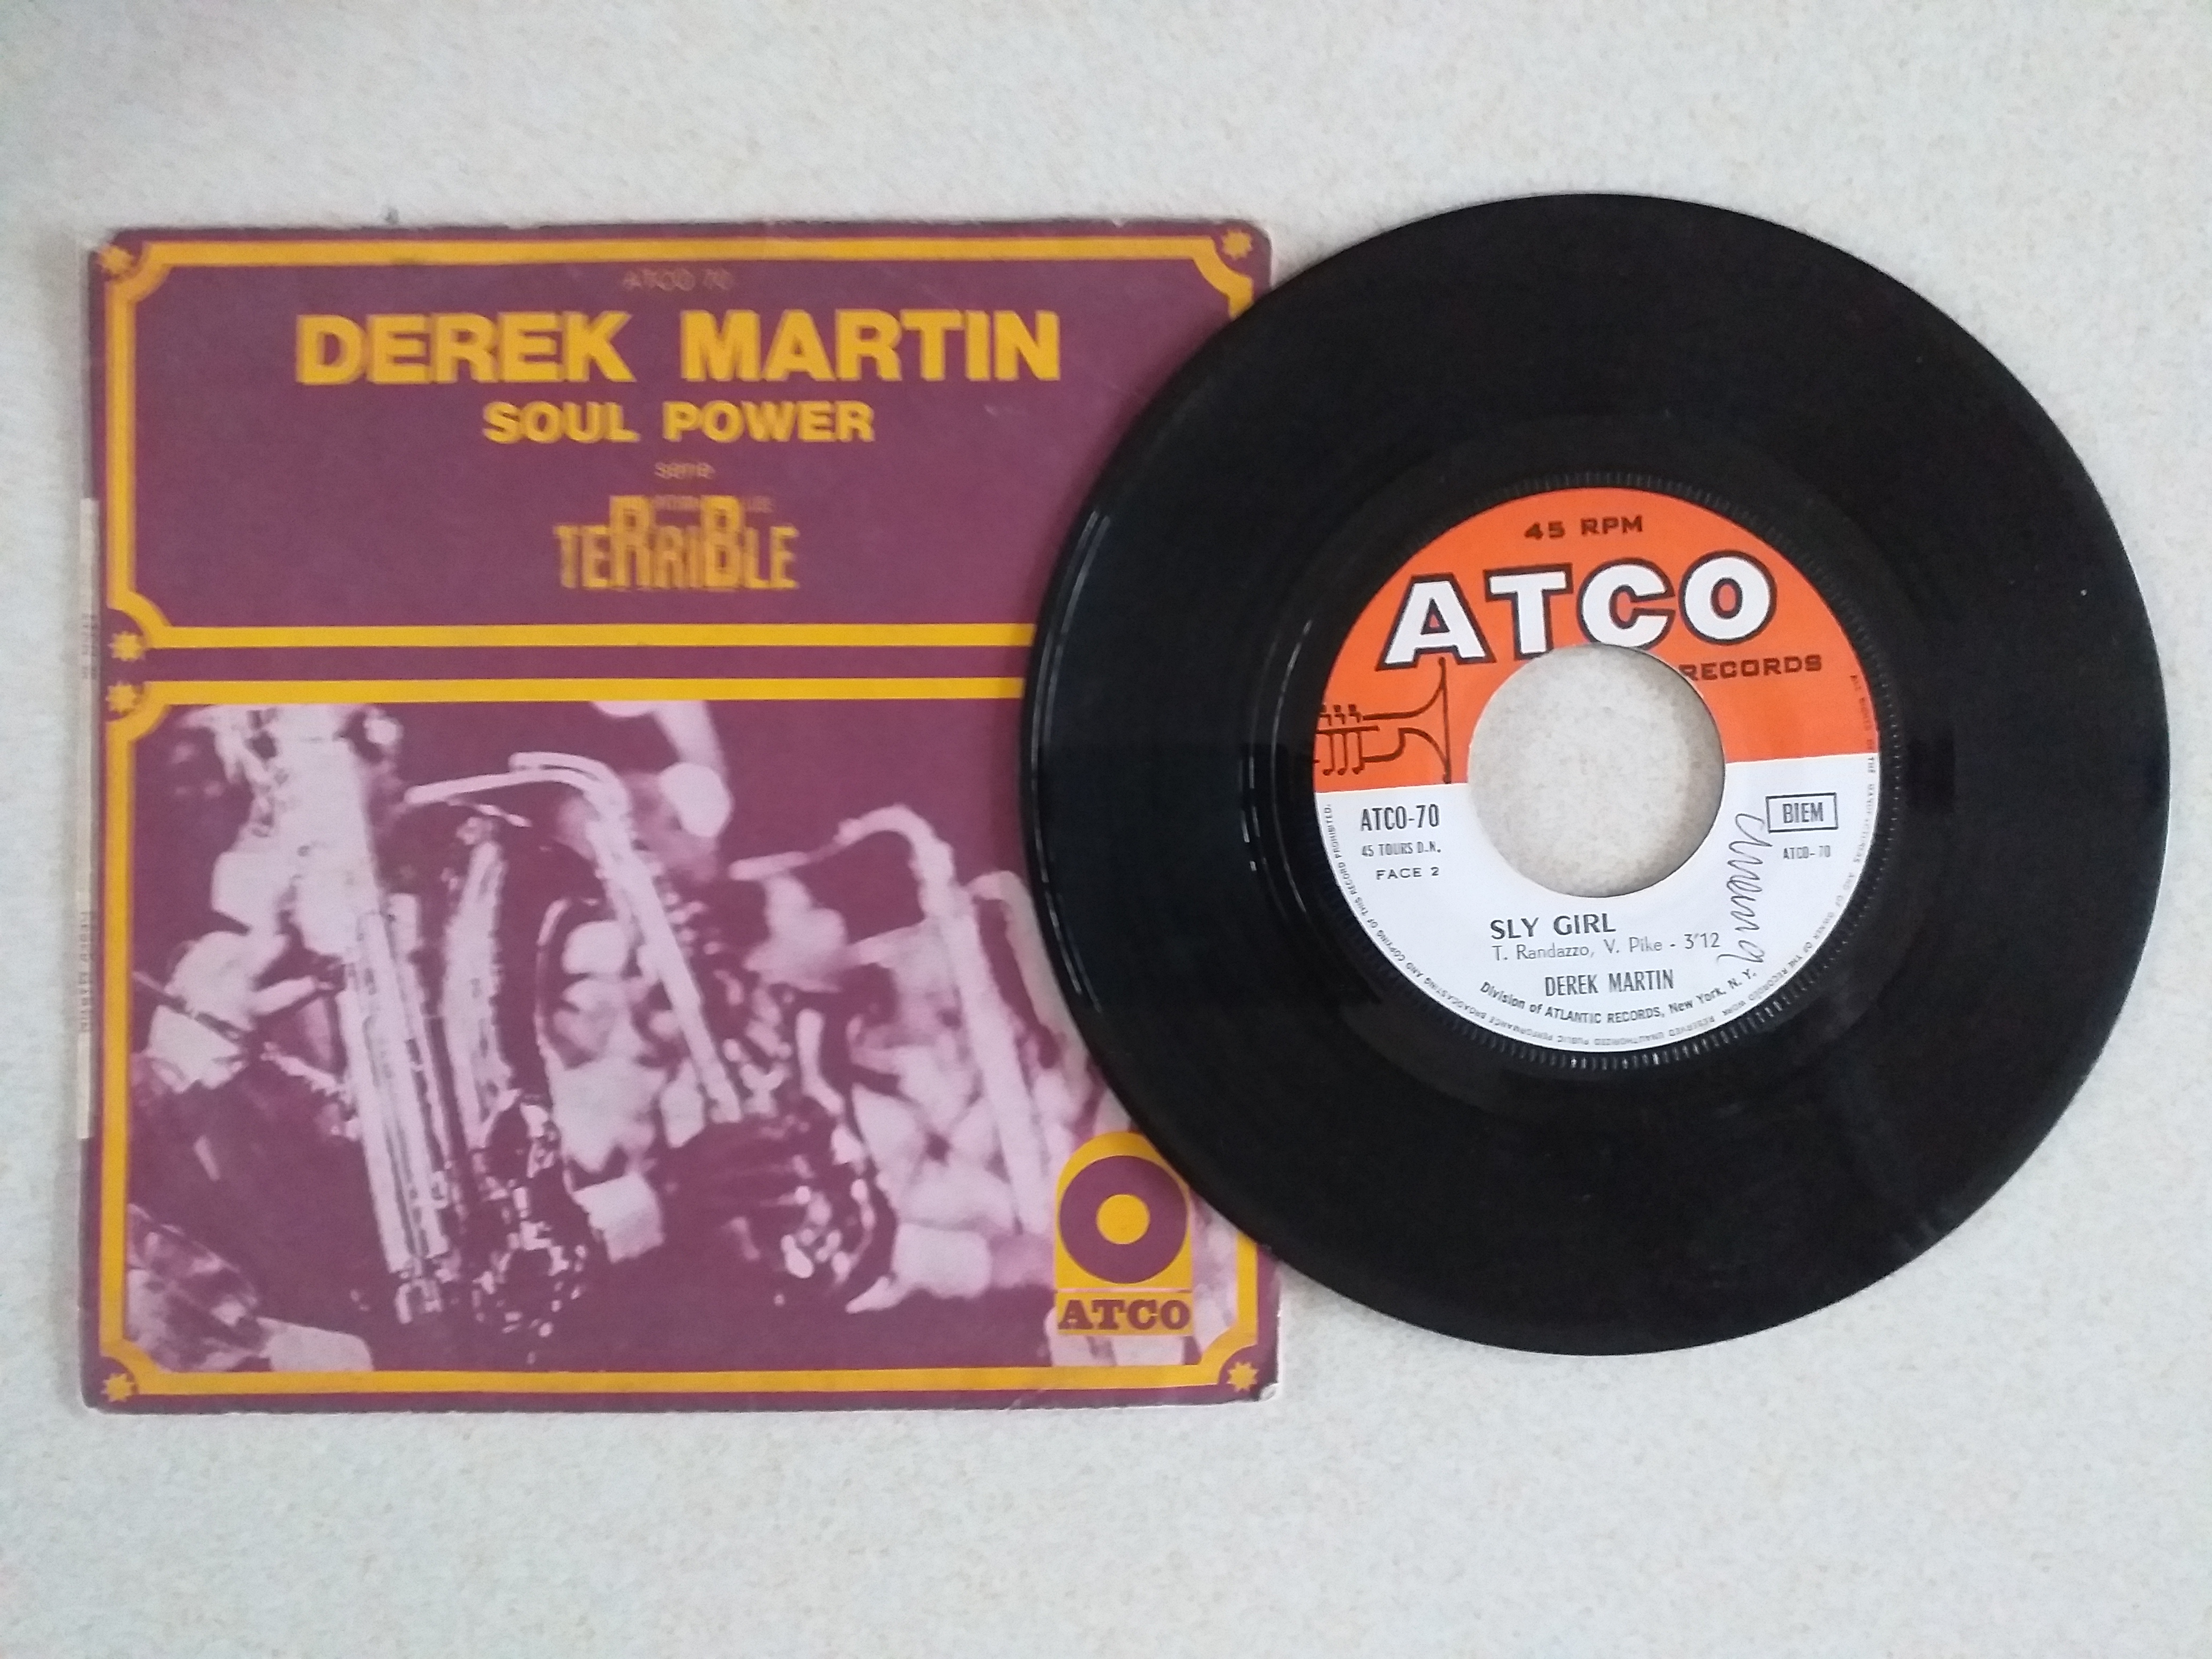 ATCO 70
DEREK MARTIN
SOUL POWER
serie
TERRIBLE
ATCO
45 RPM
ATCO
RECORDS
ATCO-70
45 TOURS D.N.
FACE 2
BIEM
ATCO-70
SLY GIRL
T. Randazzo, V. Pike - 3'12
DEREK MARTIN
Division of ATLANTIC RECORDS, New York, N. Y.